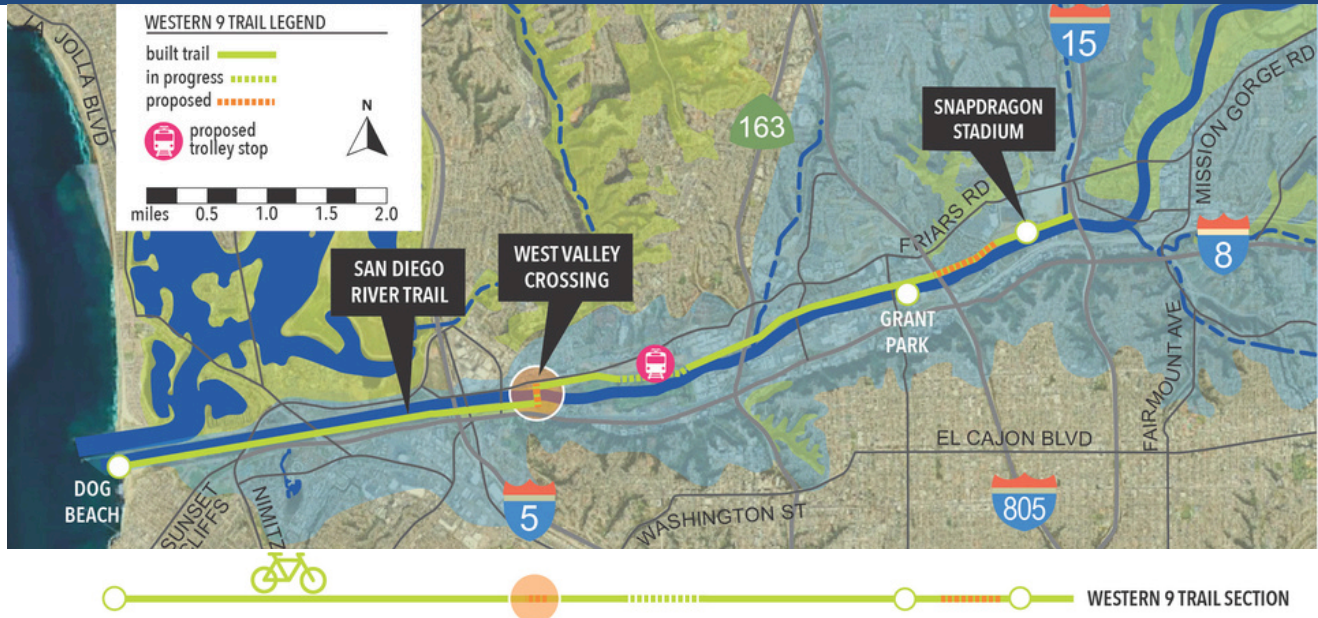 WESTERN 9 TRAIL LEGEND
built trail
in progress
proposed
proposed
trolley stop
N
miles 0.5 1.0 1.5 2.0
LA JOLLA BLVD
163
15
SNAPDRAGON
STADIUM
MISSION GORGE RD
FRIARS RD
8
SAN DIEGO
RIVER TRAIL
WEST VALLEY
CROSSING
GRANT
PARK
FAIRMOUNT AVE
EL CAJON BLVD
DOG
BEACH
SUNSET
CLIFFS
NIMITZ
5
WASHINGTON ST
805
WESTERN 9 TRAIL SECTION